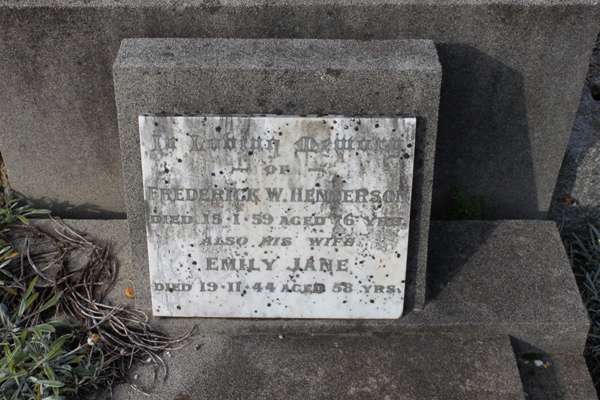 In Loving Memory
— OF —
FREDERICK W. HENDERSON
DIED 15·1·59 AGED 76 YRS.
ALSO HIS WIFE
EMILY JANE
DIED 19·11·44 AGED 58 YRS.